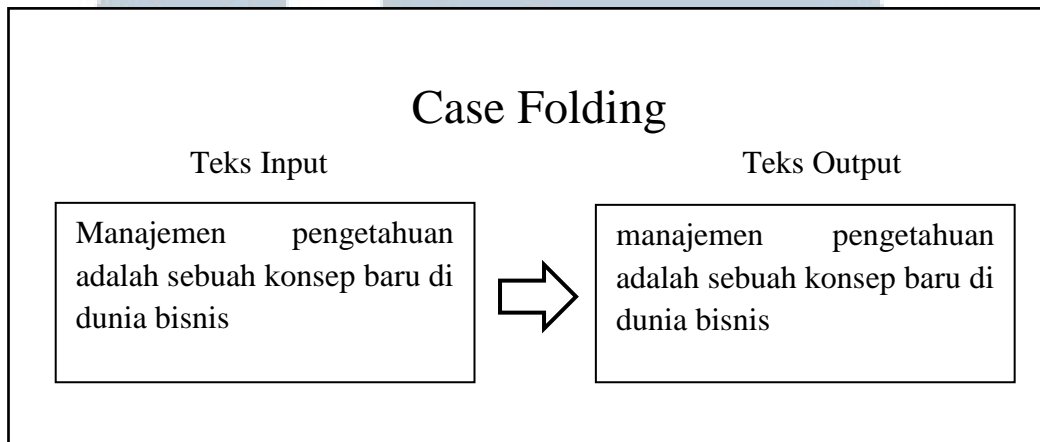 Case Folding
Teks Input
Teks Output
Manajemen pengetahuan
adalah sebuah konsep baru di
dunia bisnis
manajemen pengetahuan
adalah sebuah konsep baru di
dunia bisnis